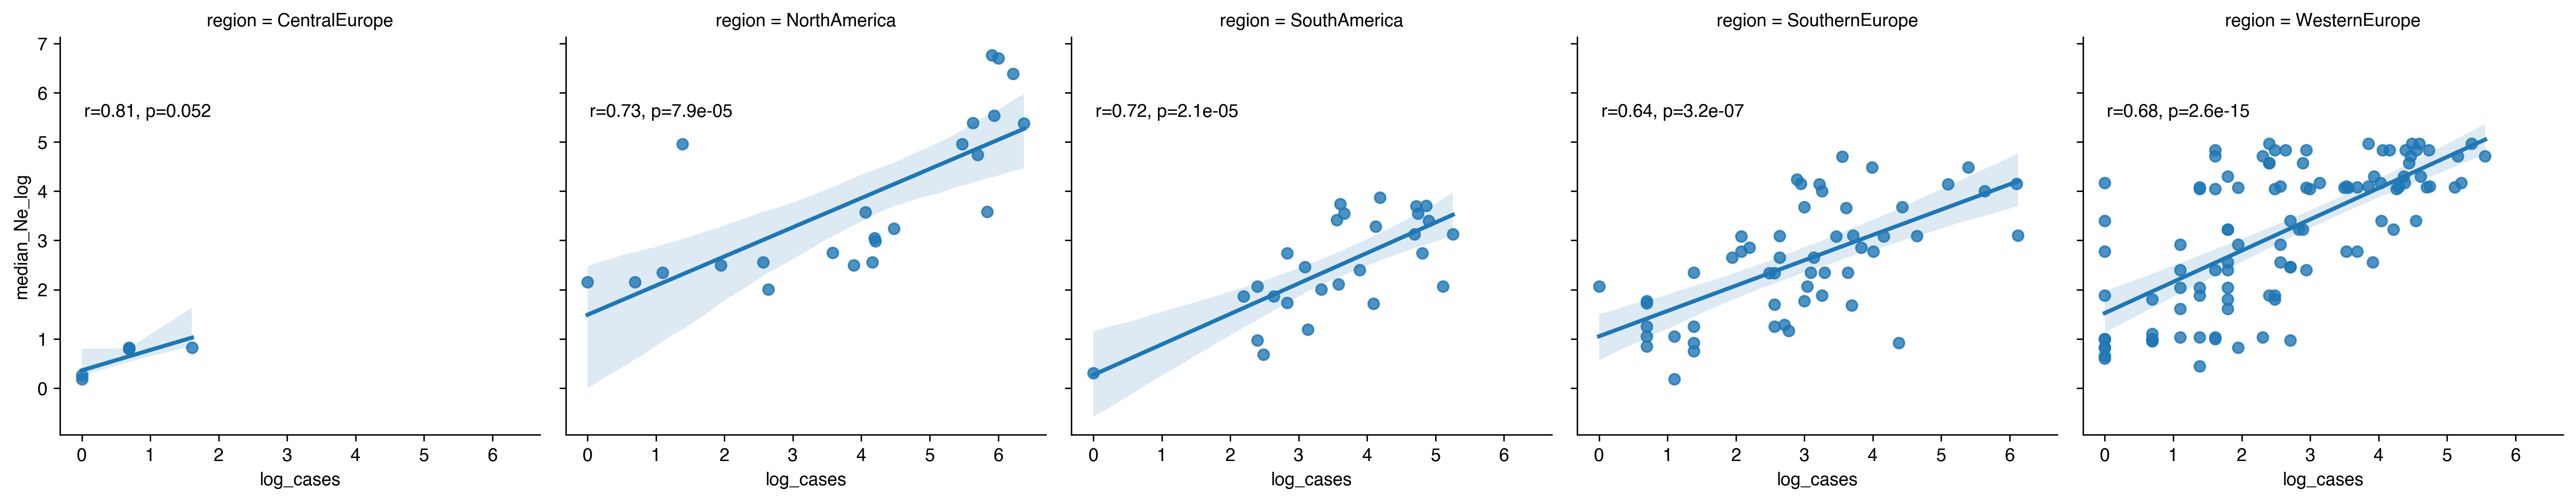 region = CentralEurope
region = NorthAmerica
region = SouthAmerica
region = SouthernEurope
region = WesternEurope
7
6
5
4
3
2
1
0
median_Ne_log
r=0.81, p=0.052
r=0.73, p=7.9e-05
r=0.72, p=2.1e-05
r=0.64, p=3.2e-07
r=0.68, p=2.6e-15
0 1 2 3 4 5 6
0 1 2 3 4 5 6
0 1 2 3 4 5 6
0 1 2 3 4 5 6
0 1 2 3 4 5 6
log_cases
log_cases
log_cases
log_cases
log_cases